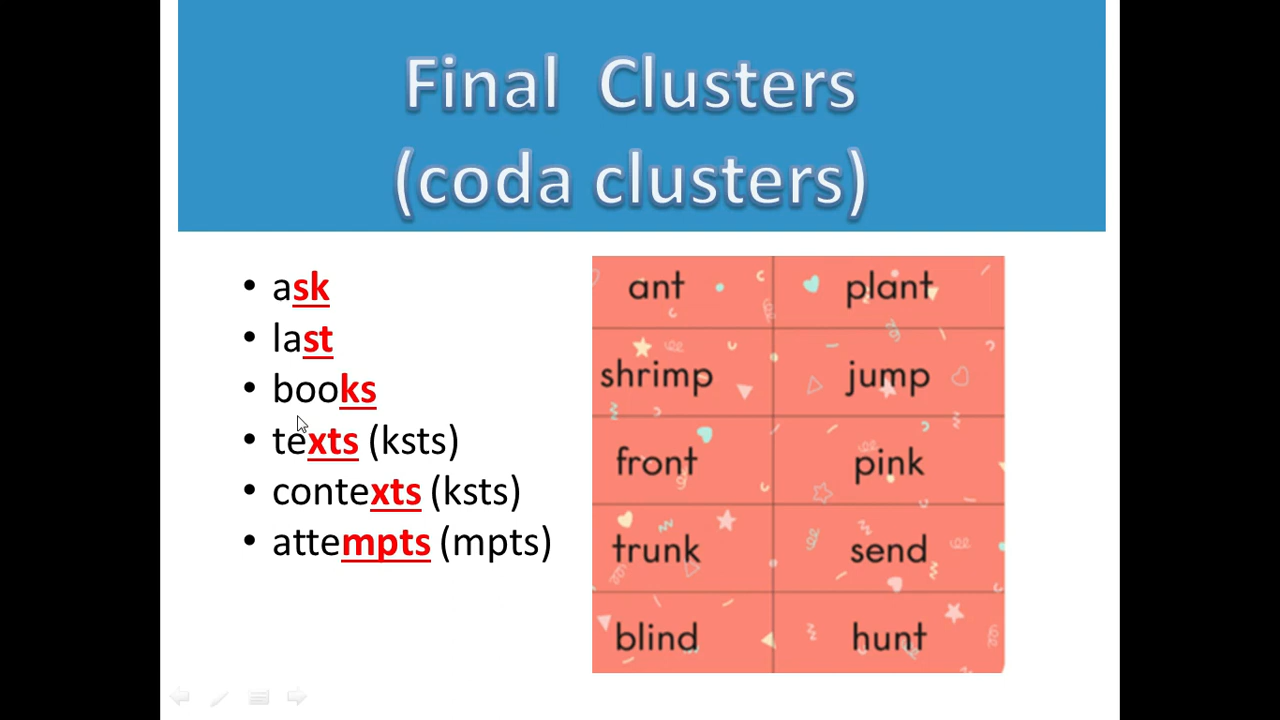 Final Clusters
(coda clusters)
• ask
• last
• books
• texts (ksts)
• contexts (ksts)
• attempts (mpts)
ant plant
shrimp jump
front pink
trunk send
blind hunt